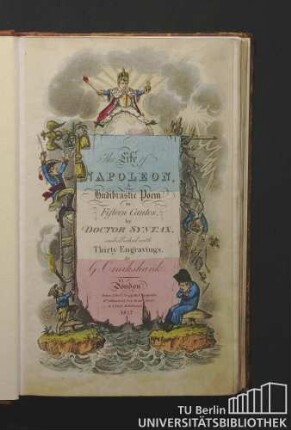 The Life of
NAPOLEON,
a
Hudibrastic Poem
in
Fifteen Cantos,
by
DOCTOR SYNTAX,
embellished with
Thirty Engravings,
by
G. Cruikshank.
London
1815
TU Berlin
UNIVERSITÄTSBIBLIOTHEK